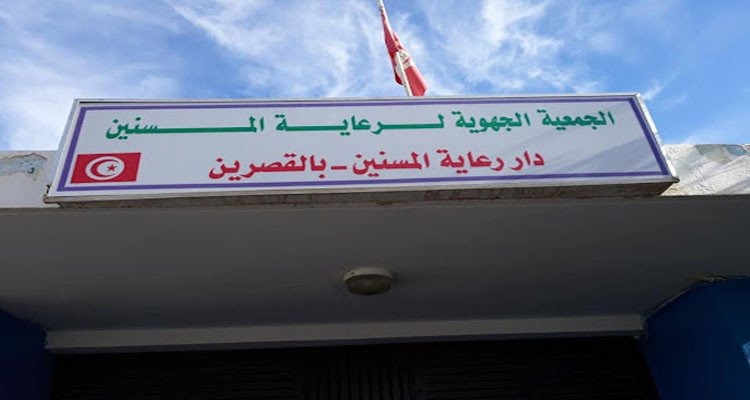 الجمعية الجهوية لرعاية المسنين
دار رعاية المسنين - بالقصرين